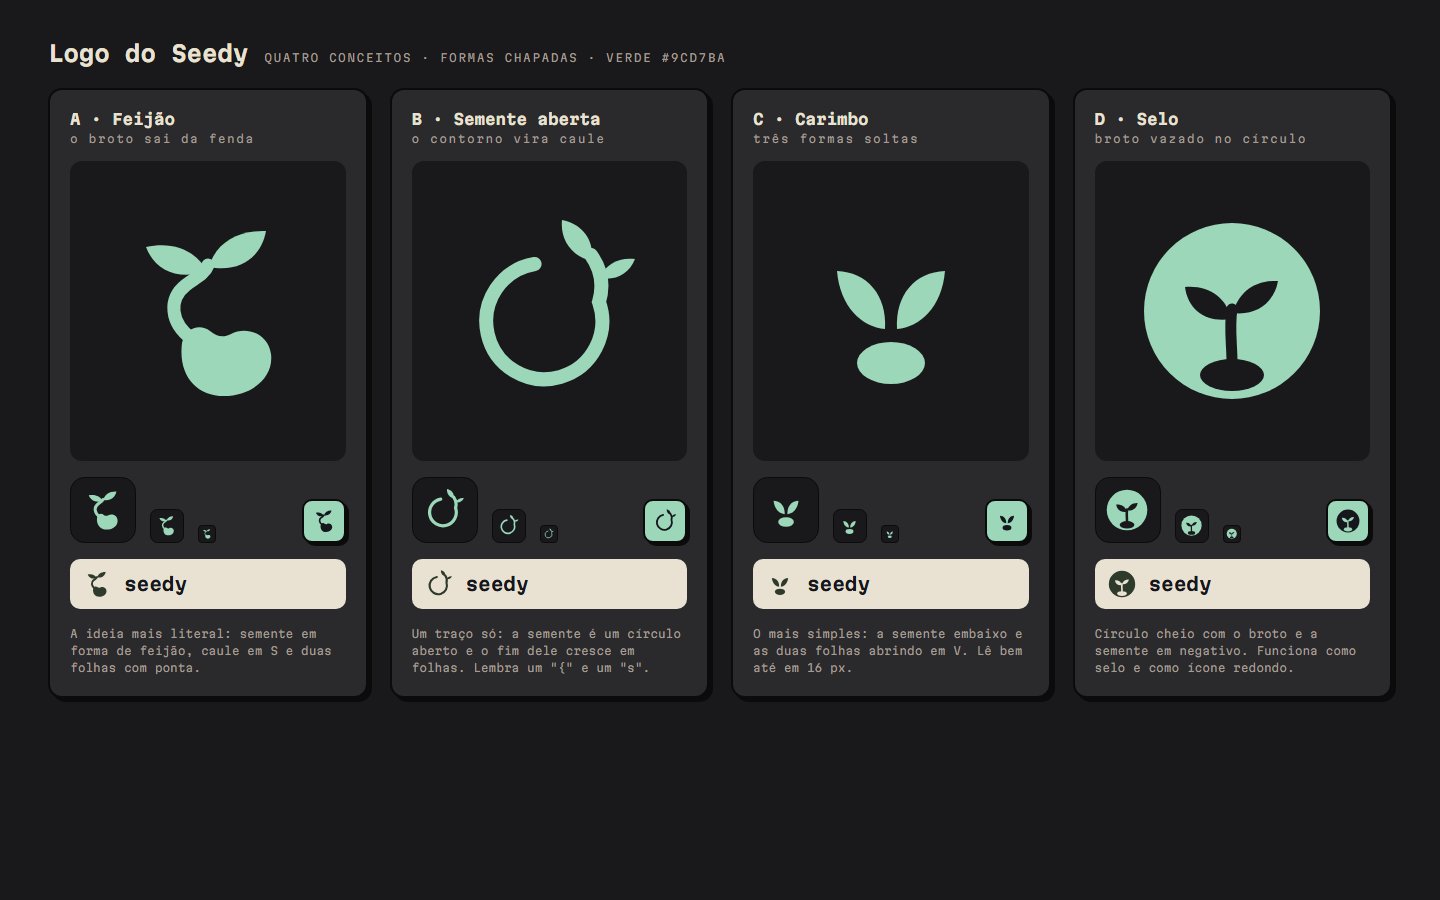 Logo do Seedy QUATRO CONCEITOS · FORMAS CHAPADAS · VERDE #9CD7BA
A · Feijão
o broto sai da fenda
seedy
A ideia mais literal: semente em
forma de feijão, caule em S e duas
folhas com ponta.
B · Semente aberta
o contorno vira caule
seedy
Um traço só: a semente é um círculo
aberto e o fim dele cresce em
folhas. Lembra um "{" e um "s".
C · Carimbo
três formas soltas
seedy
O mais simples: a semente embaixo e
as duas folhas abrindo em V. Lê bem
até em 16 px.
D · Selo
broto vazado no círculo
seedy
Círculo cheio com o broto e a
semente em negativo. Funciona como
selo e como ícone redondo.